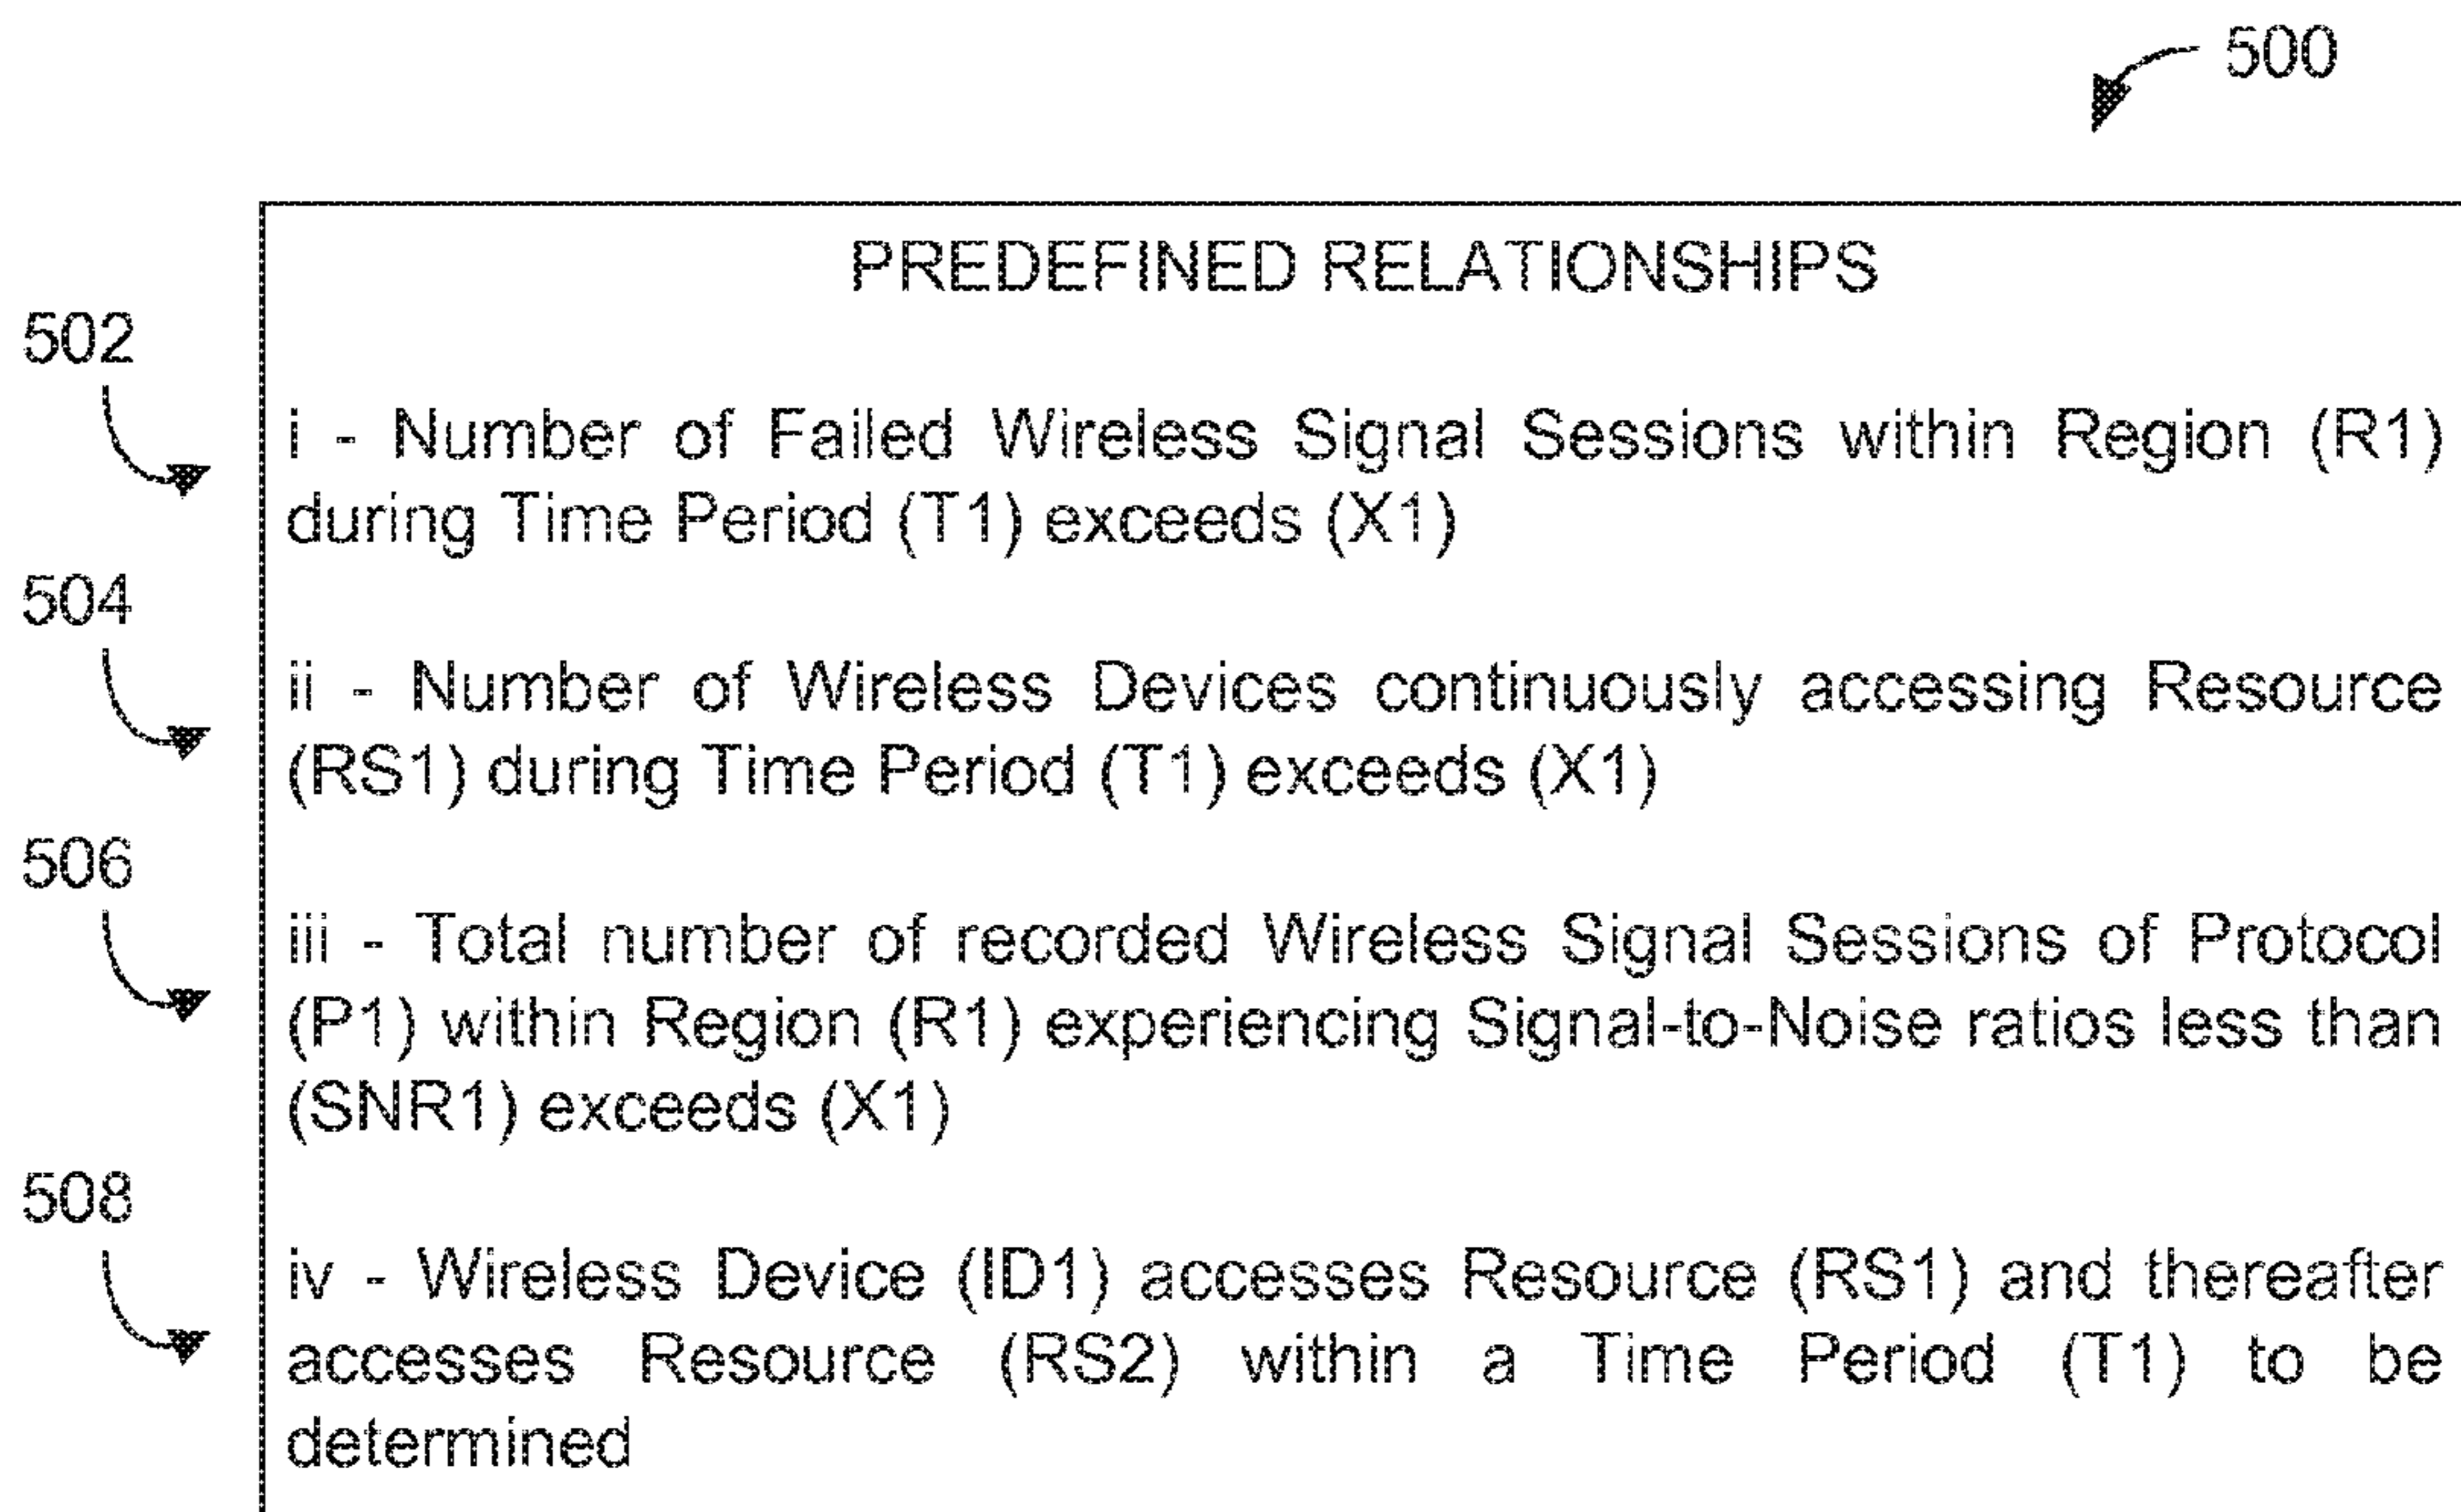 500
PREDEFINED RELATIONSHIPS
502
i - Number of Failed Wireless Signal Sessions within Region (R1)
during Time Period (T1) exceeds (X1)
504
ii - Number of Wireless Devices continuously accessing Resource
(RS1) during Time Period (T1) exceeds (X1)
506
iii - Total number of recorded Wireless Signal Sessions of Protocol
(P1) within Region (R1) experiencing Signal-to-Noise ratios less than
(SNR1) exceeds (X1)
508
iv - Wireless Device (ID1) accesses Resource (RS1) and thereafter
accesses Resource (RS2) within a Time Period (T1) to be
determined